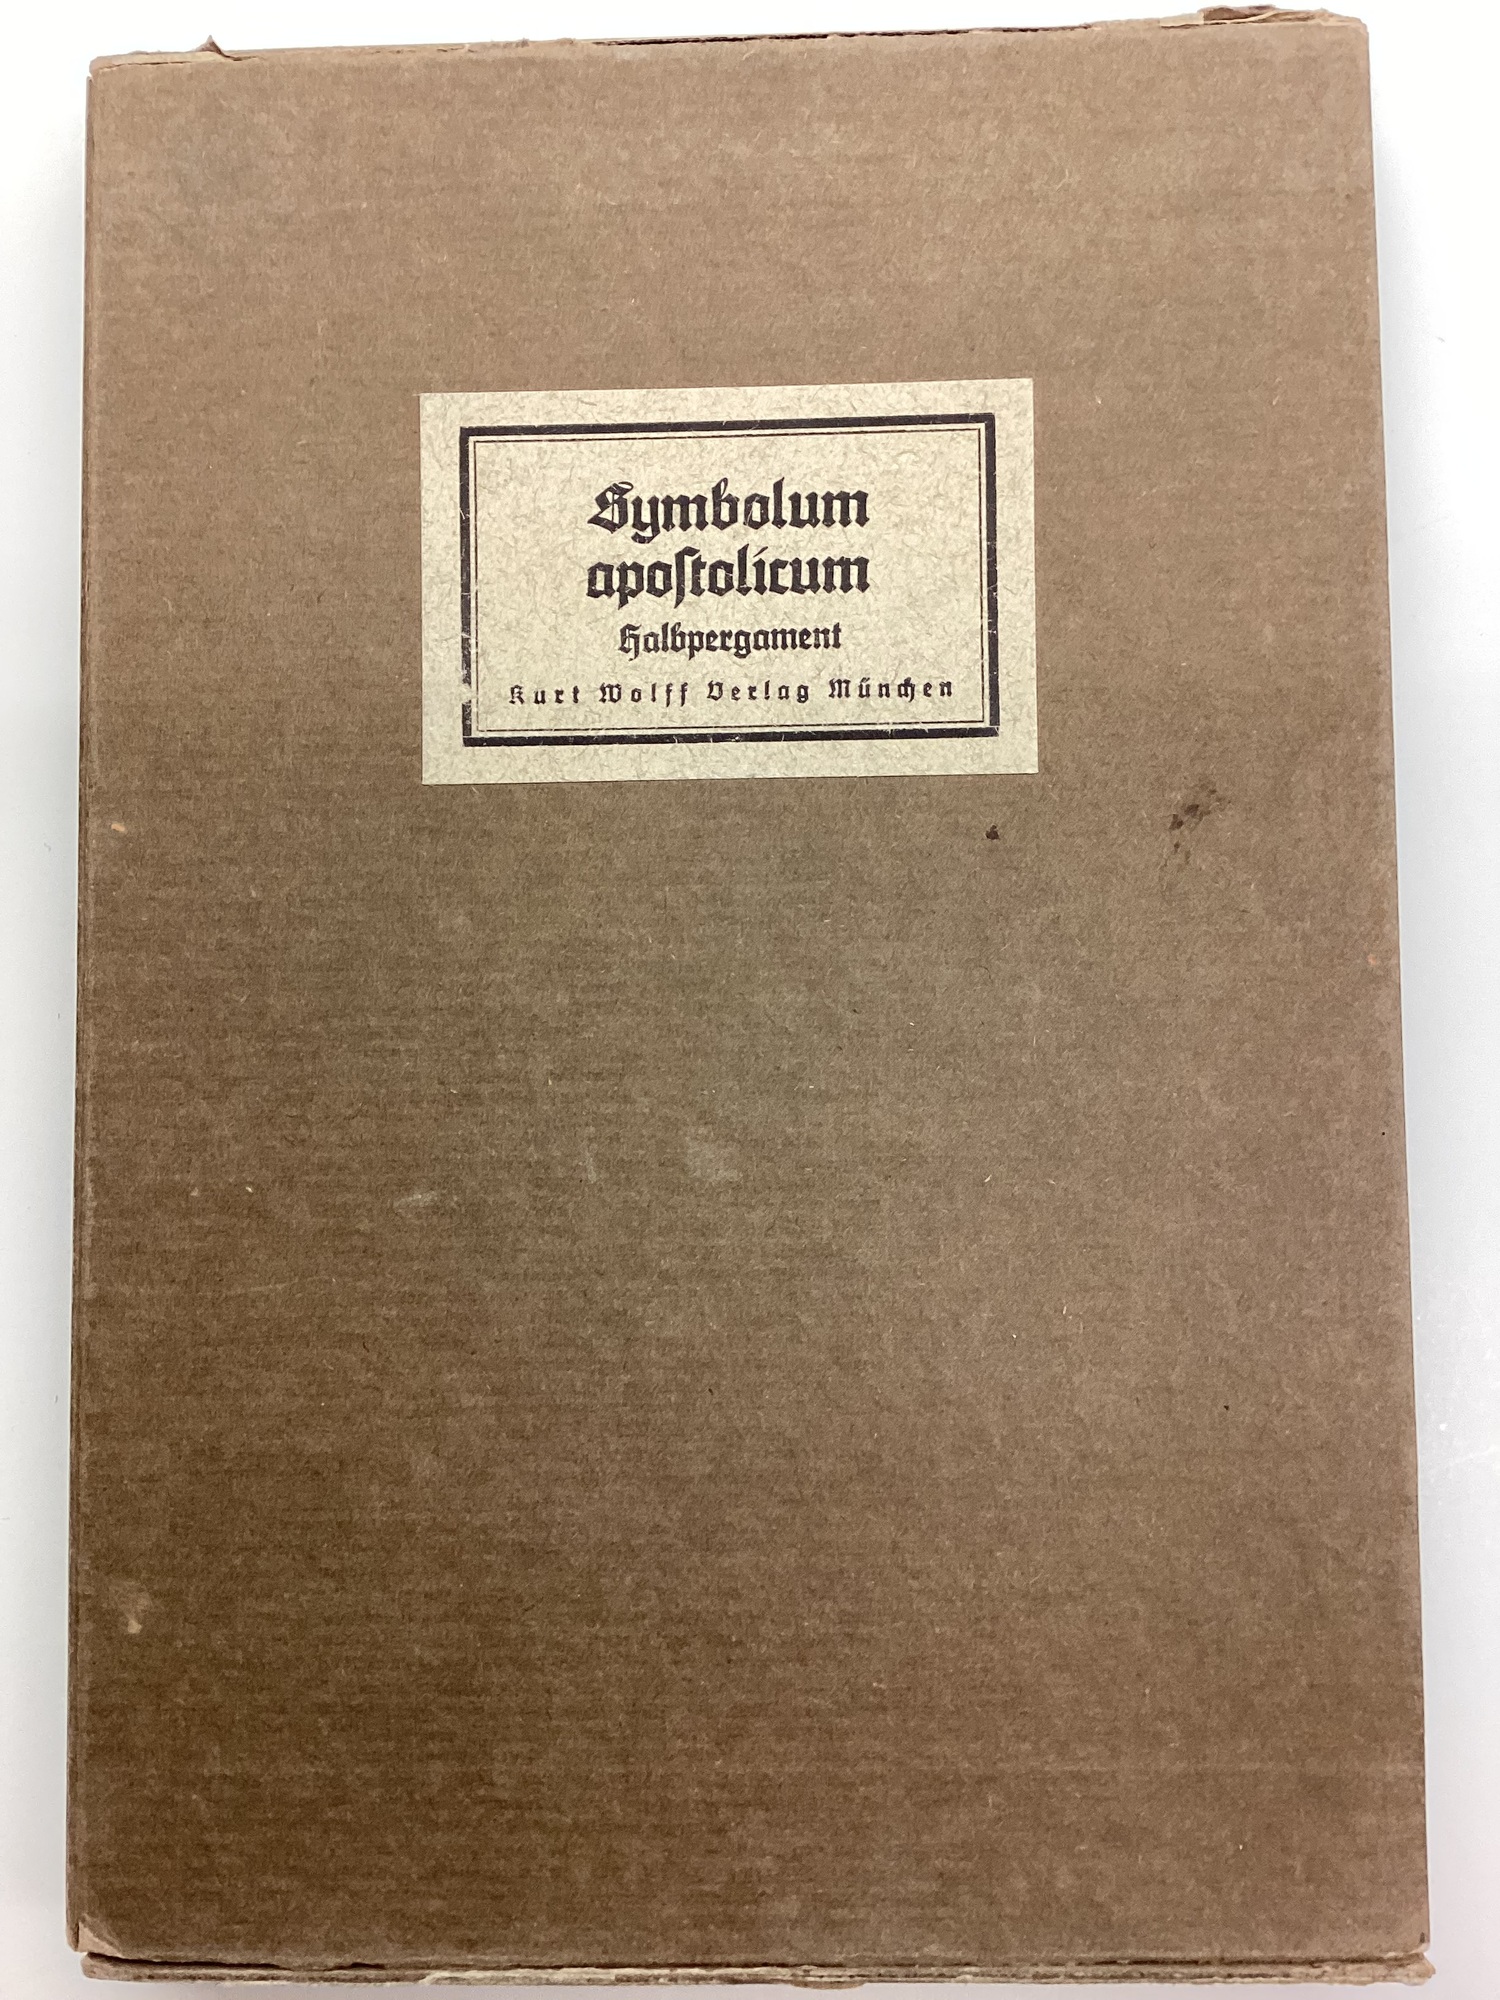 Symbolum
apoſtolicum
Halbpergament
Kurt Wolff Verlag München